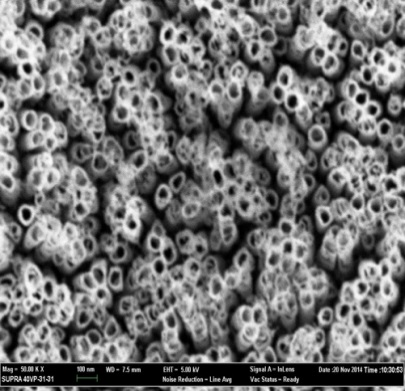 Mag = 50.00 K X 100 nm WD = 7.5 mm EHT = 5.00 kV Signal A = InLens Date :20 Nov 2014 Time :10:30:53
SUPRA 40VP-31-31 Noise Reduction = Line Avg Vac Status = Ready